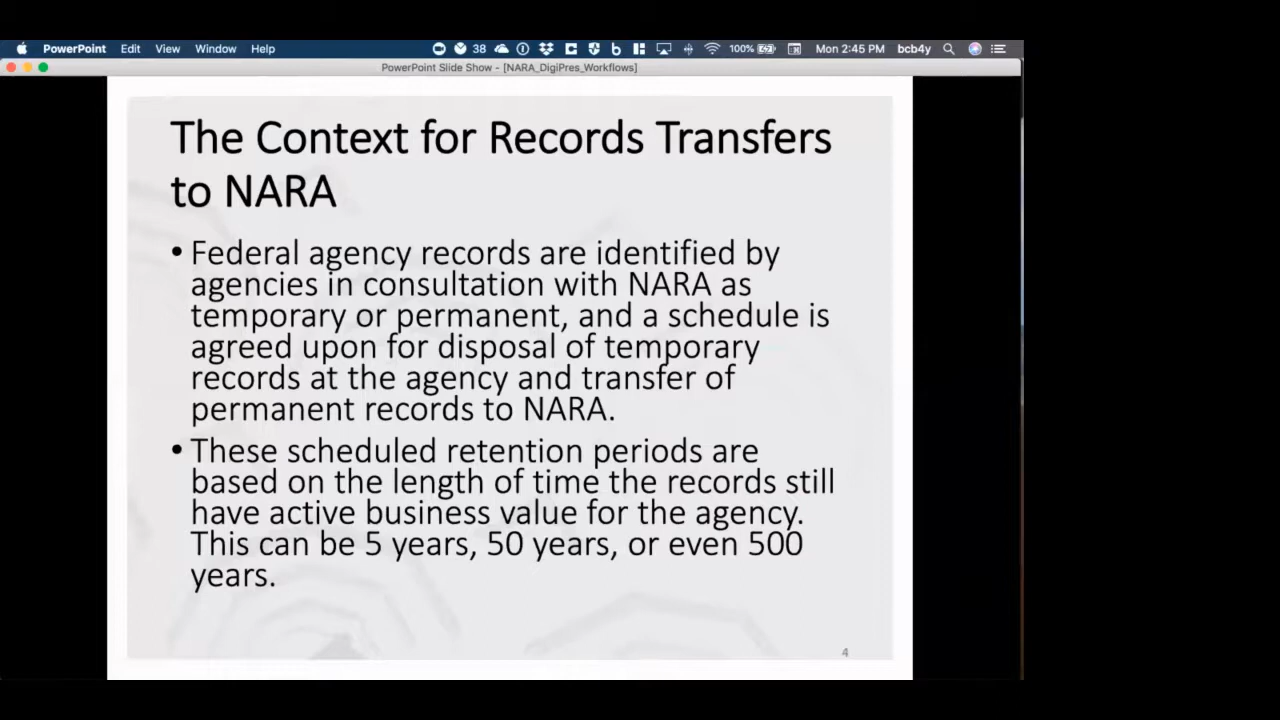 PowerPoint Edit View Window Help 38 100% Mon 2:45 PM bcb4y
PowerPoint Slide Show - [NARA_DigiPres_Workflows]
The Context for Records Transfers
to NARA
• Federal agency records are identified by
agencies in consultation with NARA as
temporary or permanent, and a schedule is
agreed upon for disposal of temporary
records at the agency and transfer of
permanent records to NARA.
• These scheduled retention periods are
based on the length of time the records still
have active business value for the agency.
This can be 5 years, 50 years, or even 500
years.
4